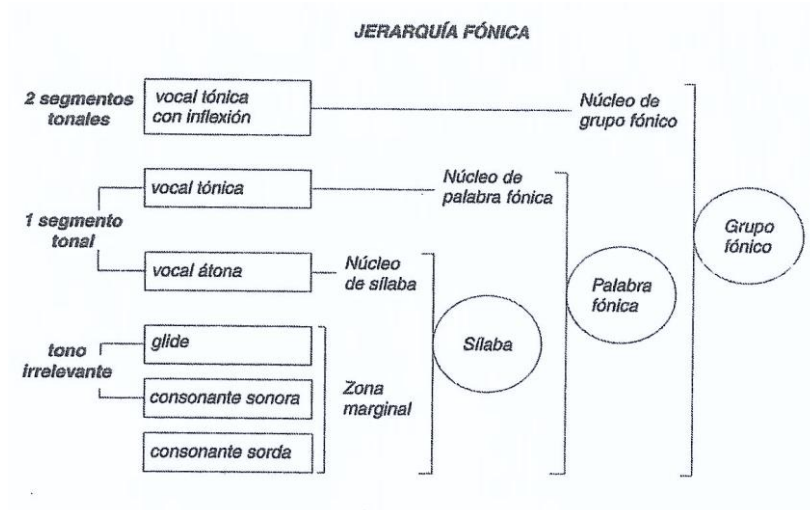 JERARQUÍA FÓNICA
2 segmentos
tonales
vocal tónica
con inflexión
Núcleo de
grupo fónico
1 segmento
tonal
vocal tónica
Núcleo de
palabra fónica
vocal átona
Núcleo
de sílaba
Grupo
fónico
Palabra
fónica
Sílaba
tono
irrelevante
glide
consonante sonora
consonante sorda
Zona
marginal